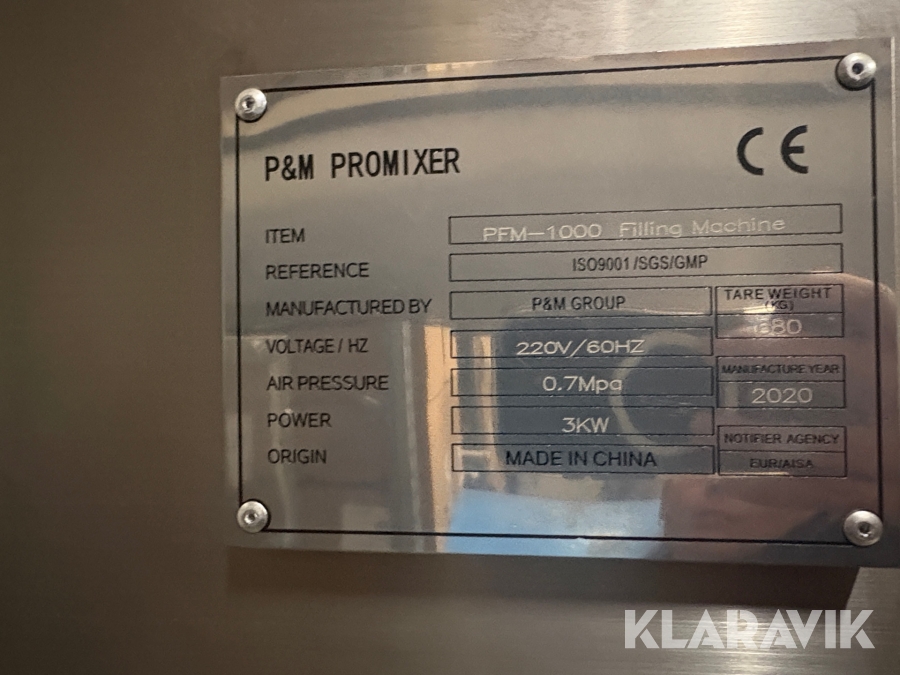 P&M PROMIXER
CE
ITEM PFM-1000 Filling Machine
REFERENCE ISO9001/SGS/GMP
MANUFACTURED BY P&M GROUP
TARE WEIGHT
(KG)
VOLTAGE / HZ 220V/60HZ
AIR PRESSURE 0.7Mpa
MANUFACTURE YEAR
2020
POWER 3KW
NOTIFIER AGENCY
EUR/AISA
ORIGIN MADE IN CHINA
KLARAVIK